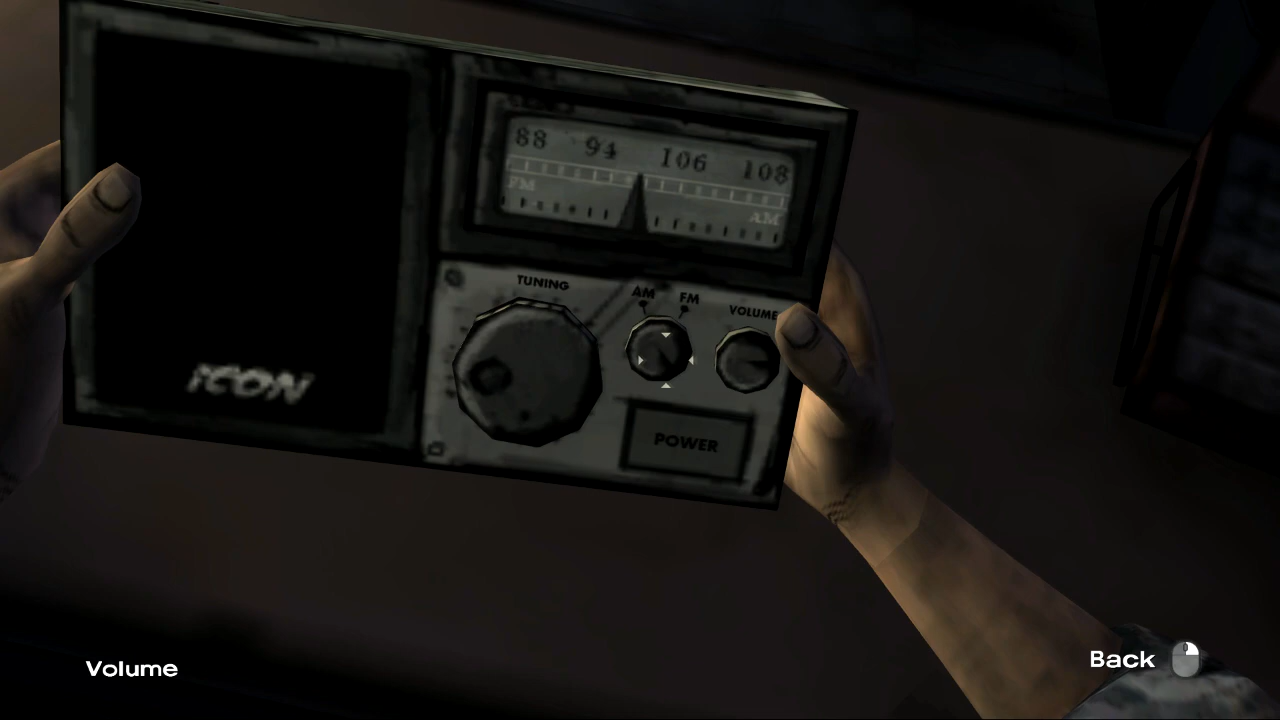 88 94 106 108
FM
AM
TUNING
AM FM
VOLUME
ICON
POWER
Volume
Back